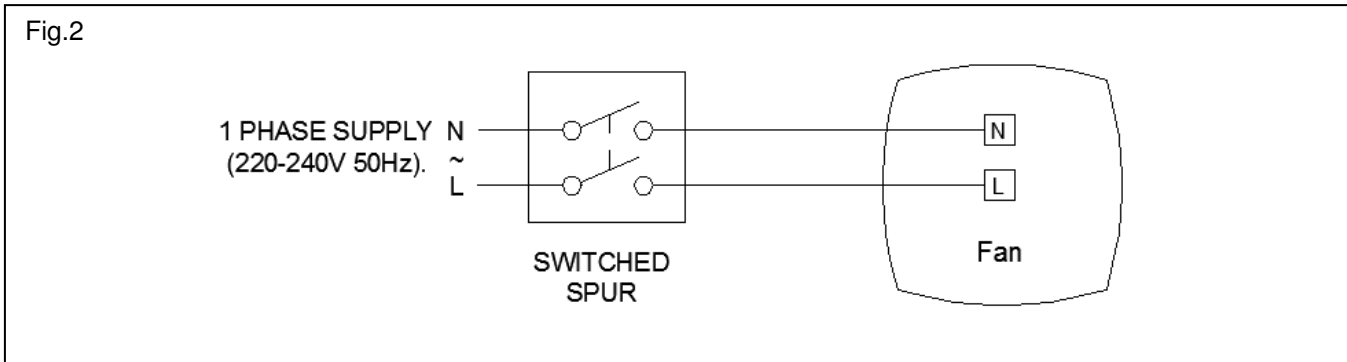 Fig.2
1 PHASE SUPPLY N
(220-240V 50Hz). ~
L
SWITCHED
SPUR
N
L
Fan